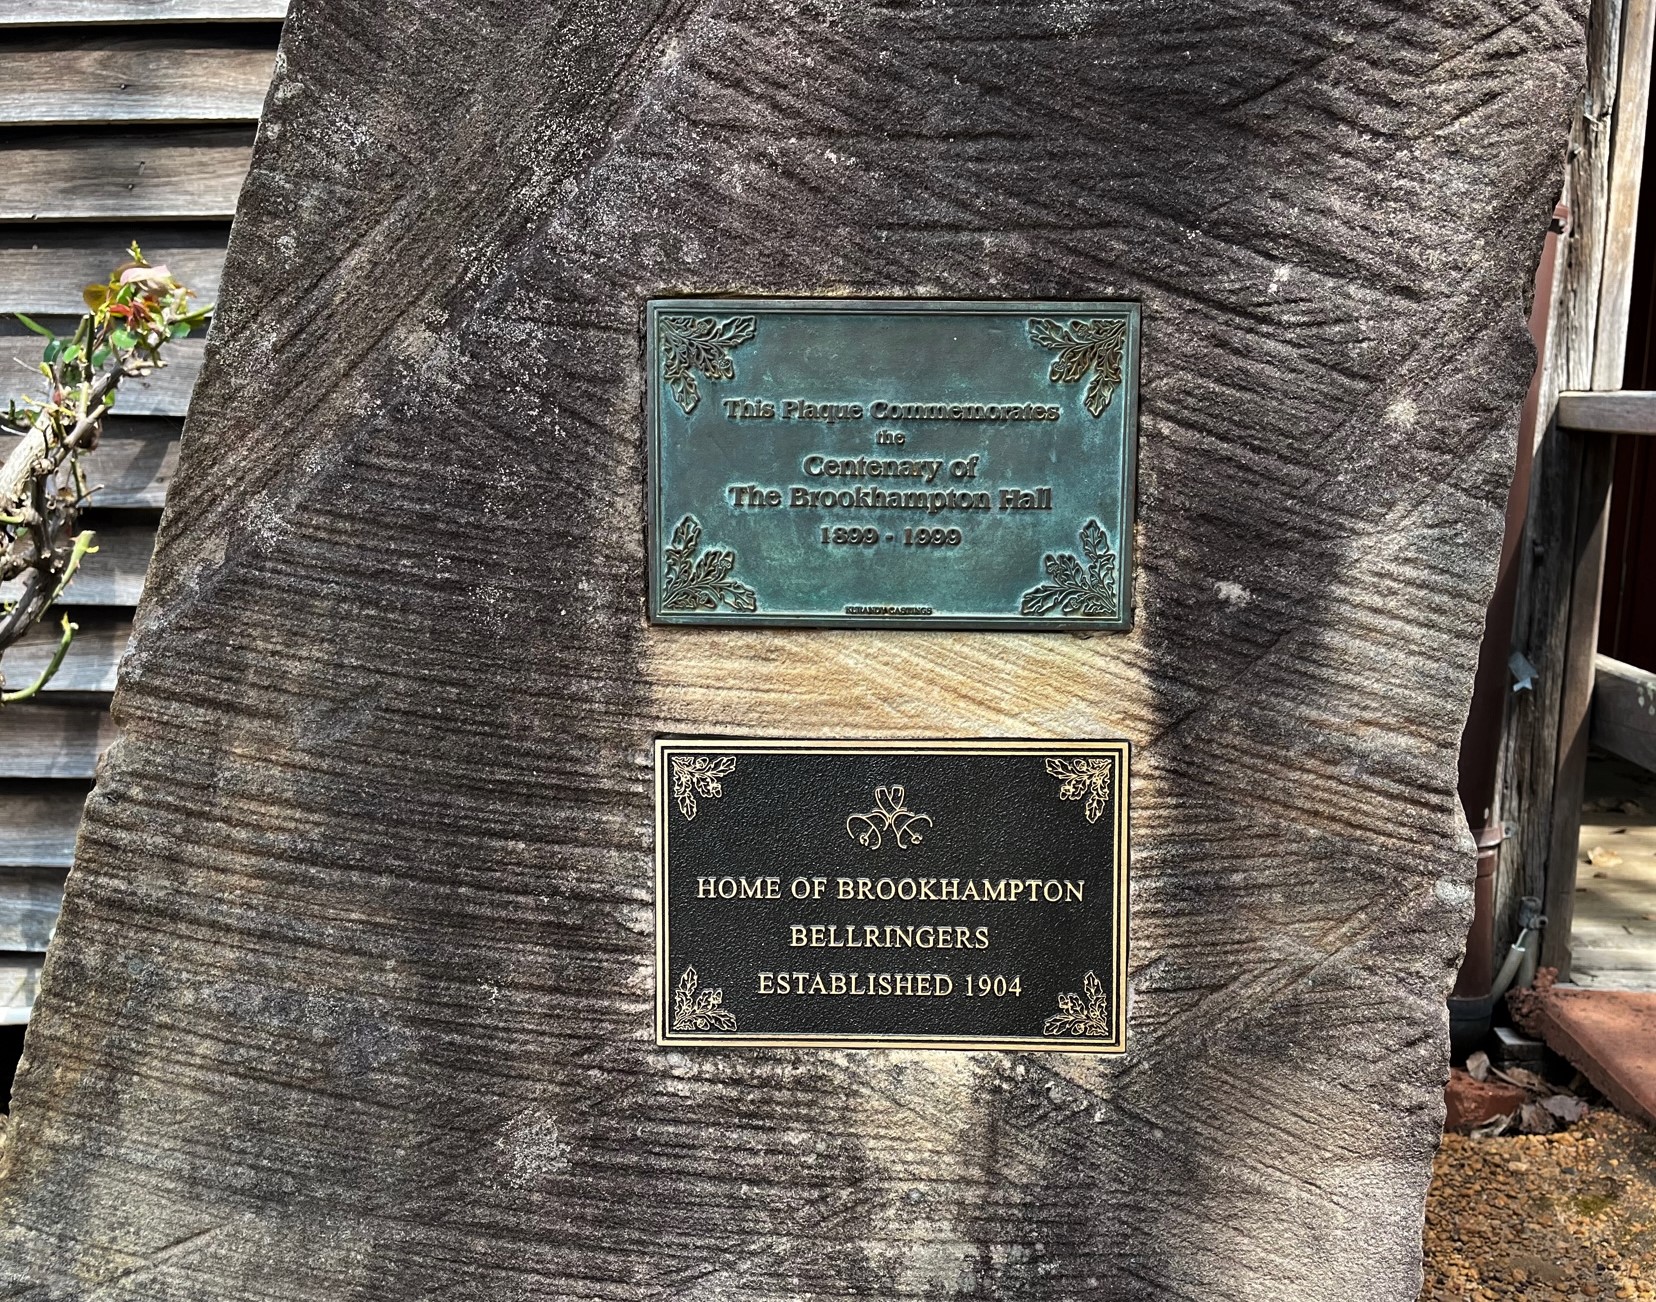 This Plaque Commemorates
the
Centenary of
The Brookhampton Hall
1899 - 1999
HOME OF BROOKHAMPTON
BELLRINGERS
ESTABLISHED 1904